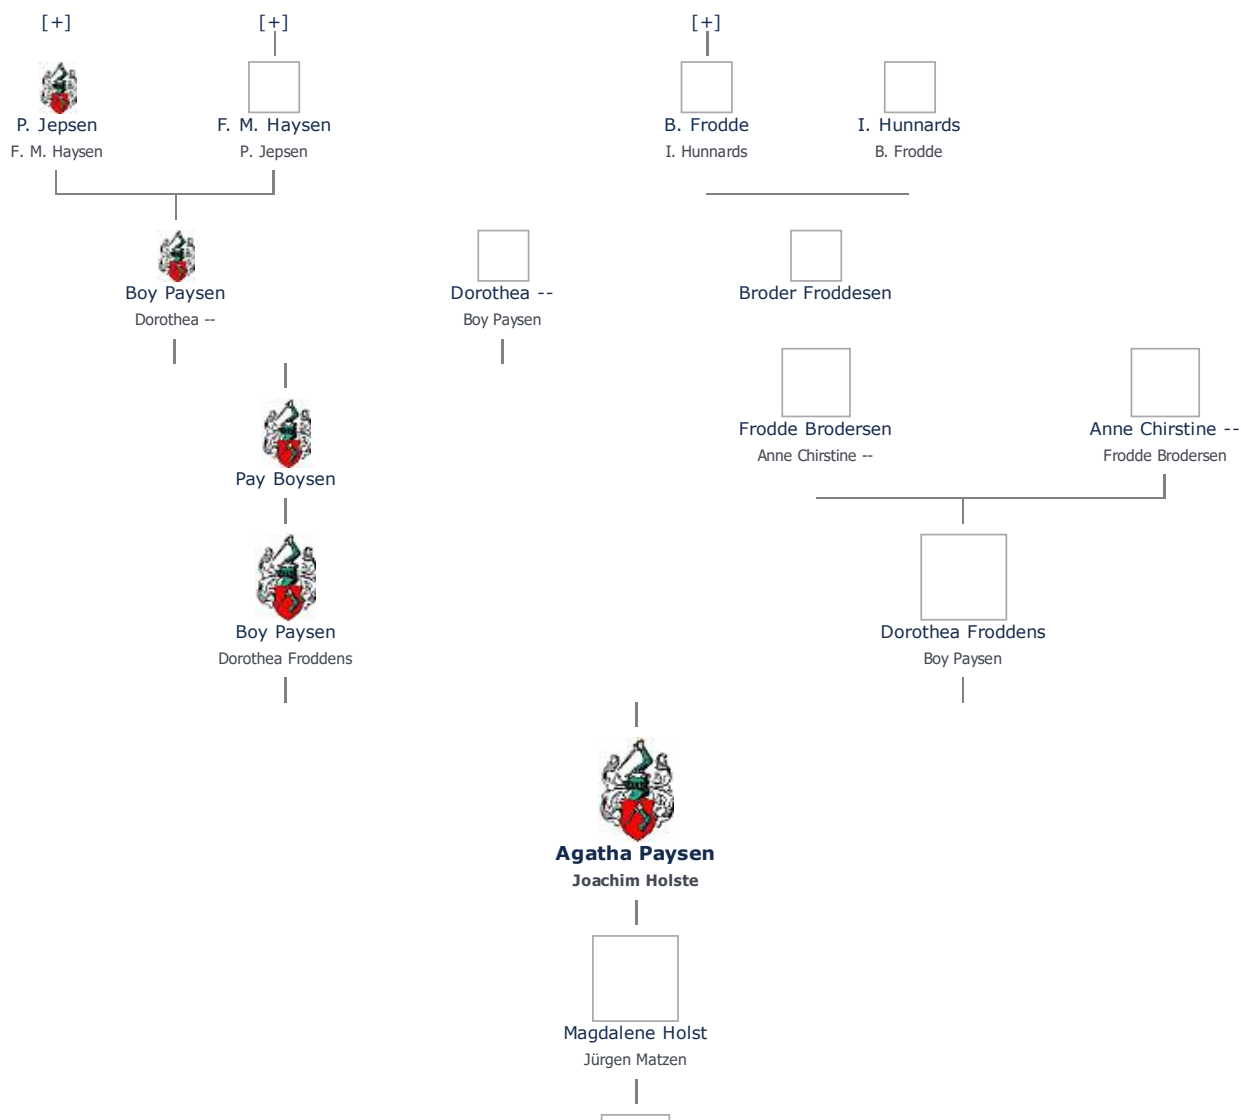 [+] [+] [+]
P. Jepsen F. M. Haysen B. Frodde I. Hunnards
F. M. Haysen P. Jepsen I. Hunnards B. Frodde
Boy Paysen Dorothea -- Broder Froddesen
Dorothea -- Boy Paysen
Frodde Brodersen Anne Chirstine --
Anne Chirstine -- Frodde Brodersen
Pay Boysen
Boy Paysen Dorothea Froddens
Dorothea Froddens Boy Paysen
Agatha Paysen
Joachim Holste
Magdalene Holst
Jürgen Matzen